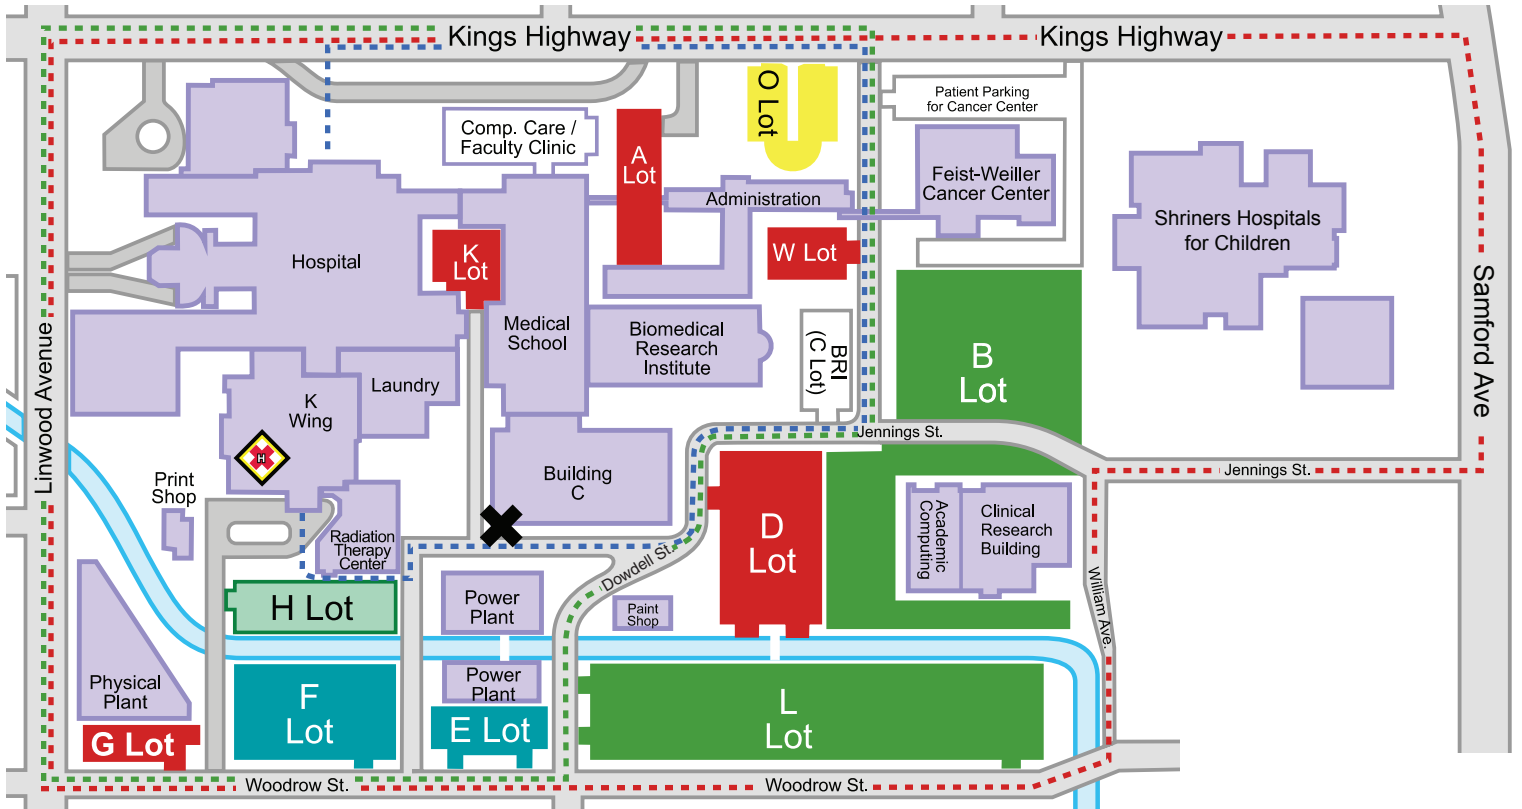 Kings Highway
Kings Highway
O Lot
Patient Parking
for Cancer Center
Comp. Care /
Faculty Clinic
A
Lot
Feist-Weiller
Cancer Center
Administration
Shriners Hospitals
for Children
Hospital
K
Lot
W Lot
Samford Ave
Linwood Avenue
Medical
School
Biomedical
Research
Institute
BRI
(C Lot)
B
Lot
Laundry
K
Wing
H
Jennings St.
Jennings St.
Print
Shop
Building
C
D
Lot
Academic
Computing
Clinical
Research
Building
Radiation
Therapy
Center
Dowdell St.
William Ave.
H Lot
Power
Plant
Paint
Shop
Physical
Plant
F
Lot
Power
Plant
L
Lot
G Lot
E Lot
Woodrow St.
Woodrow St.